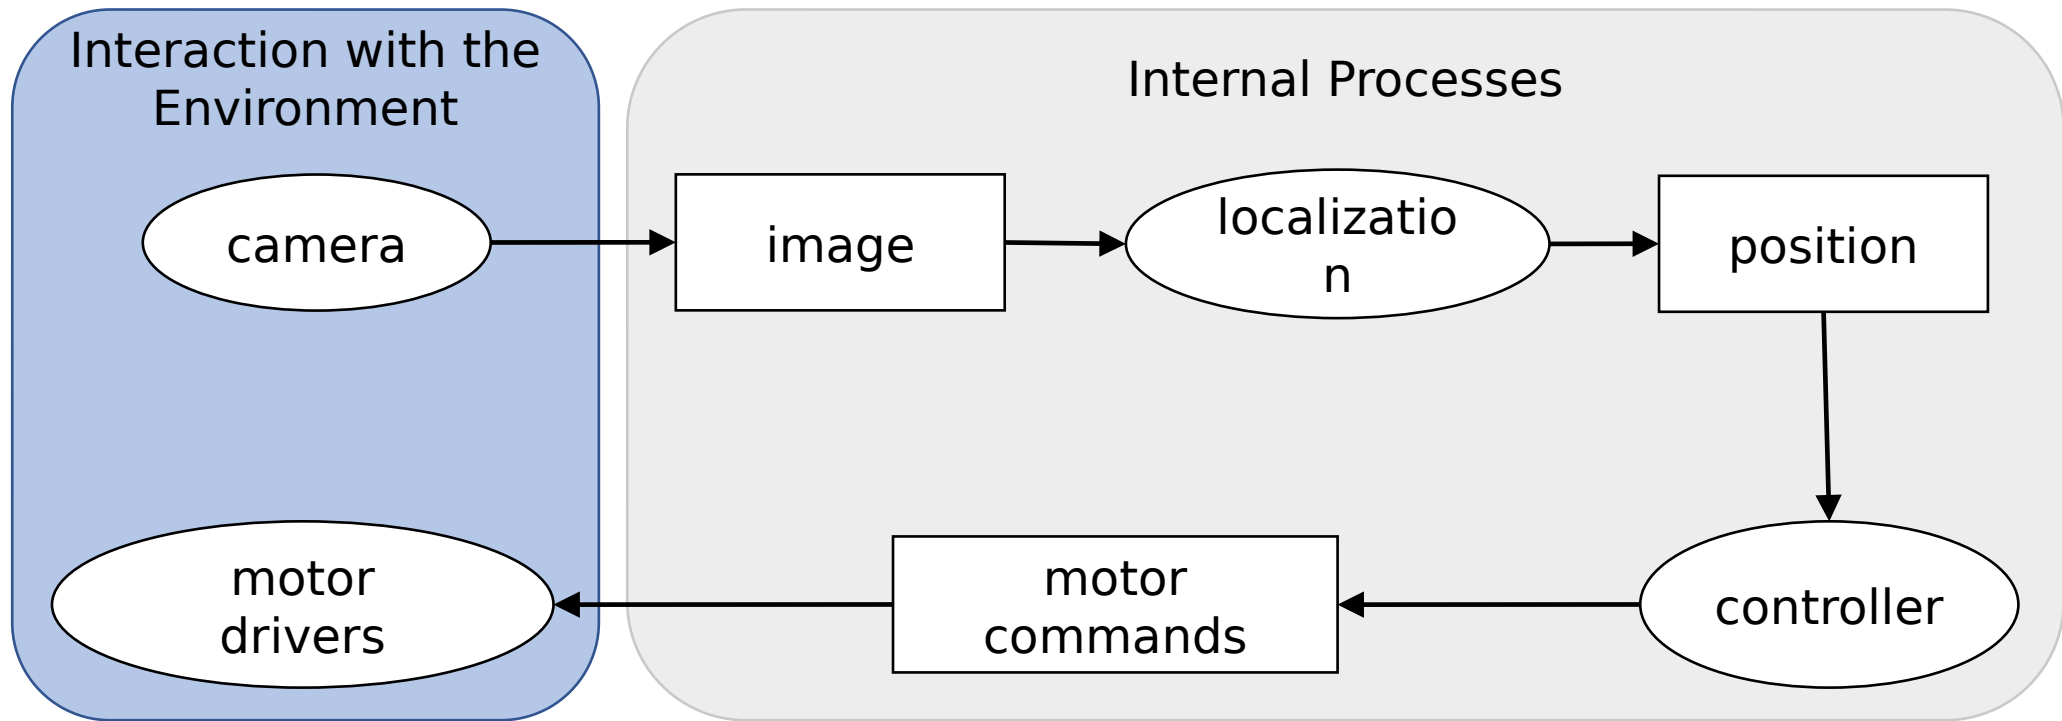 Interaction with the
Environment
Internal Processes
camera
image
localizatio
n
position
motor
drivers
motor
commands
controller